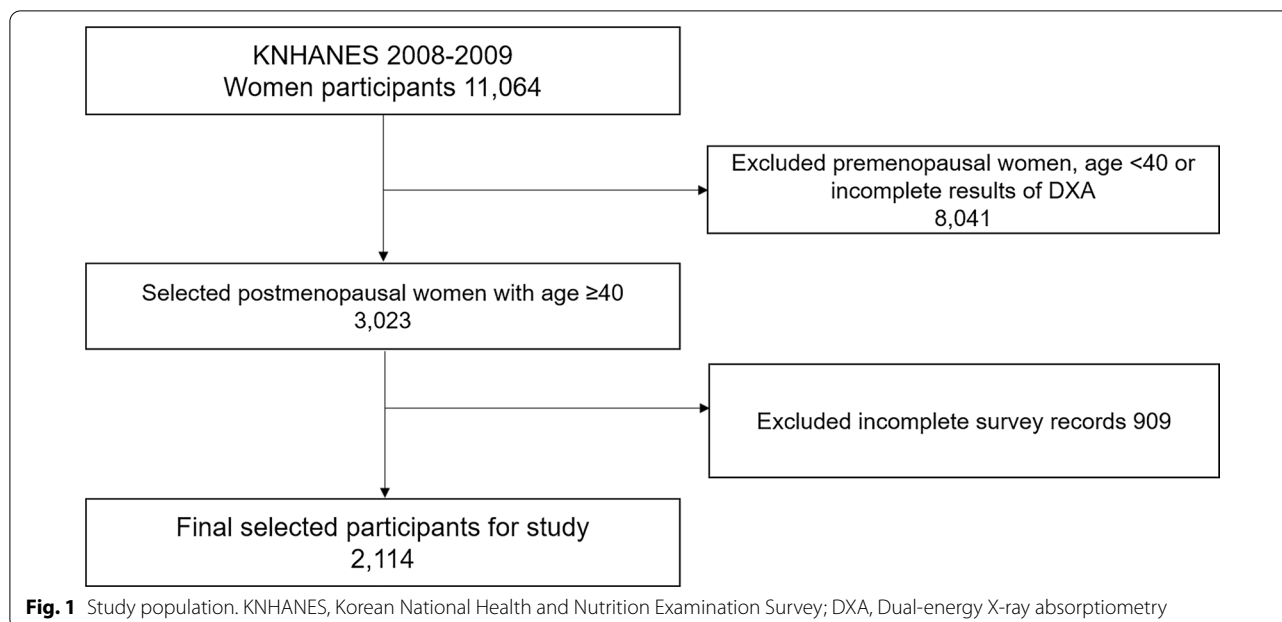 KNHANES 2008-2009
Women participants 11,064
Excluded premenopausal women, age <40 or
incomplete results of DXA
8,041
Selected postmenopausal women with age ≥40
3,023
Excluded incomplete survey records 909
Final selected participants for study
2,114
Fig. 1 Study population. KNHANES, Korean National Health and Nutrition Examination Survey; DXA, Dual-energy X-ray absorptiometry